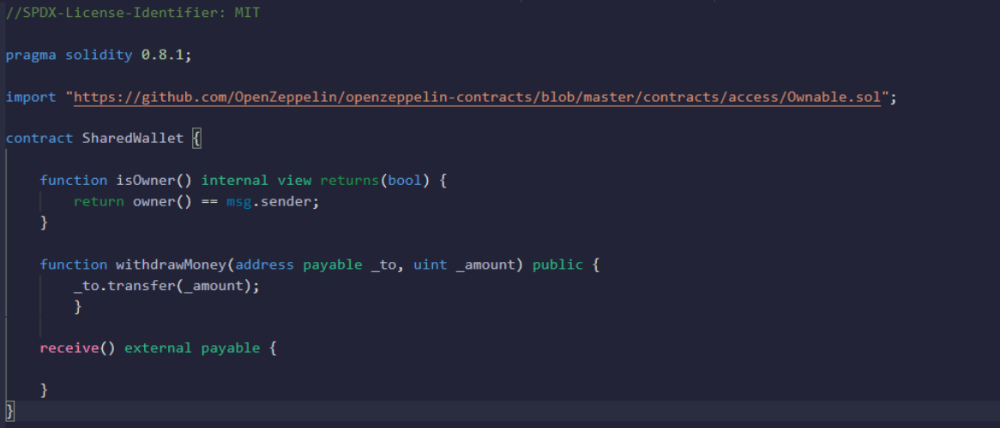 //SPDX-License-Identifier: MIT
pragma solidity 0.8.1;
import "https://github.com/OpenZeppelin/openzeppelin-contracts/blob/master/contracts/access/Ownable.sol";
contract SharedWallet {
function isOwner() internal view returns(bool) {
return owner() == msg.sender;
}
function withdrawMoney(address payable _to, uint _amount) public {
_to.transfer(_amount);
}
receive() external payable {
}
}